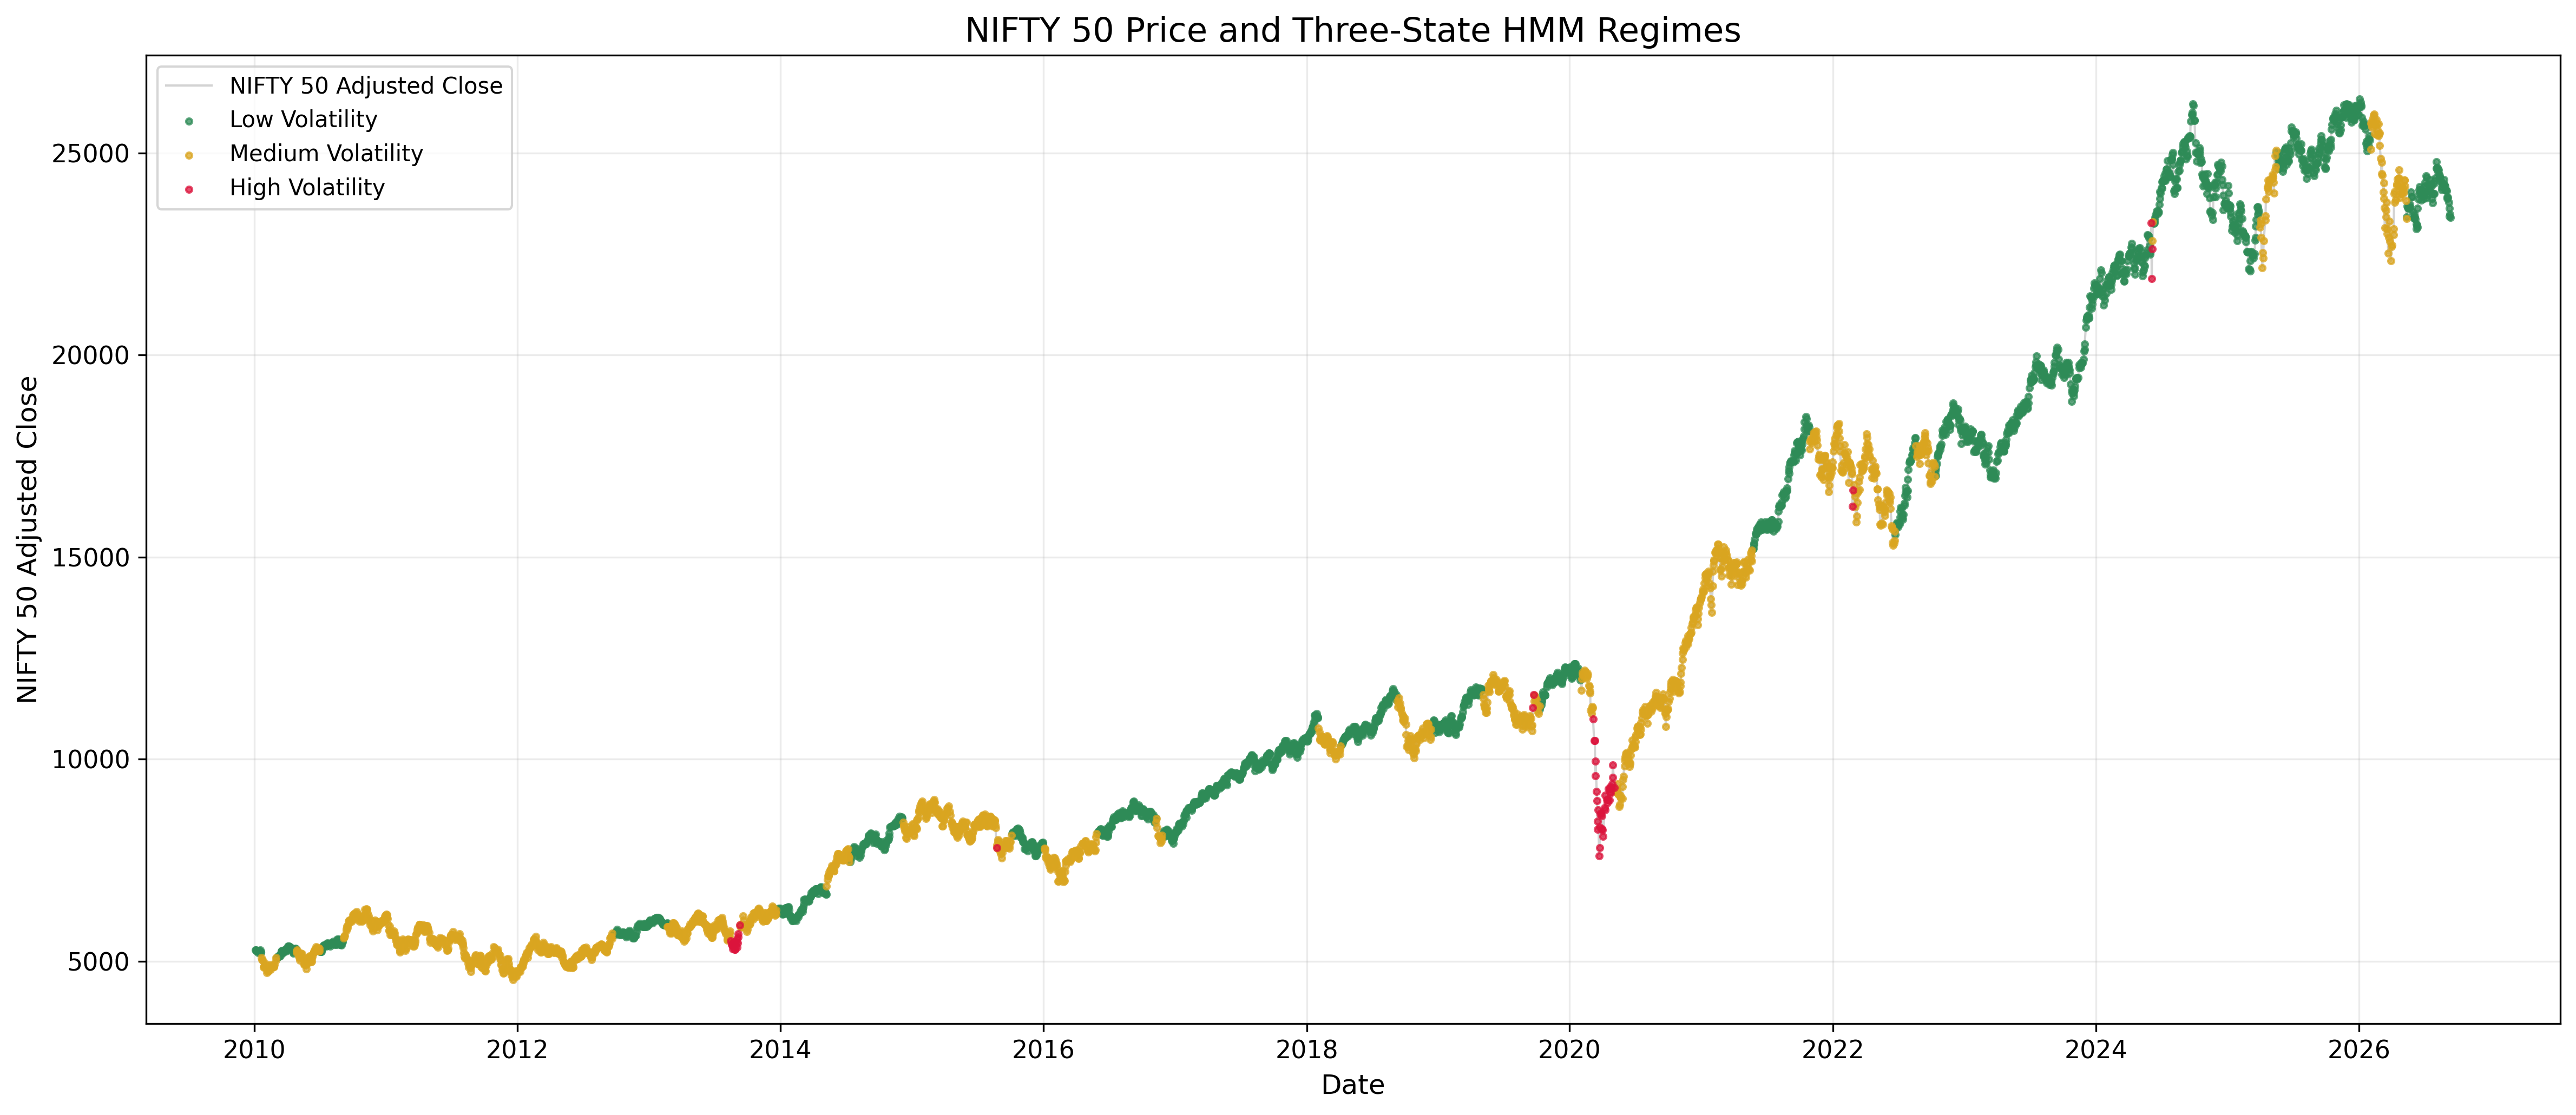 NIFTY 50 Price and Three-State HMM Regimes
NIFTY 50 Adjusted Close
Low Volatility
Medium Volatility
High Volatility
NIFTY 50 Adjusted Close
25000
20000
15000
10000
5000
2010 2012 2014 2016 2018 2020 2022 2024 2026
Date